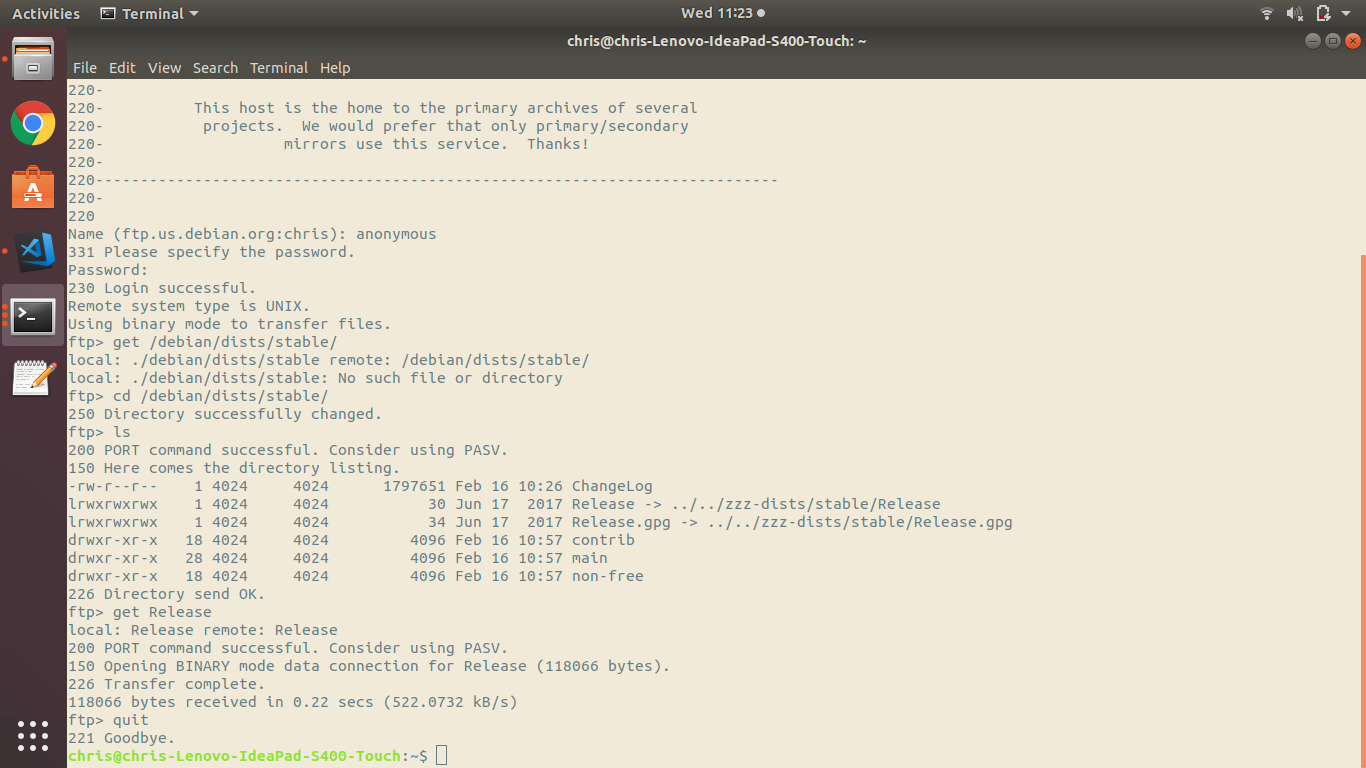 Activities Terminal Wed 11:23
chris@chris-Lenovo-IdeaPad-S400-Touch: ~
File Edit View Search Terminal Help
220-
220-          This host is the home to the primary archives of several
220-           projects.  We would prefer that only primary/secondary
220-                    mirrors use this service.  Thanks!
220-
220----------------------------------------------------------------------------
220-
220
Name (ftp.us.debian.org:chris): anonymous
331 Please specify the password.
Password:
230 Login successful.
Remote system type is UNIX.
Using binary mode to transfer files.
ftp> get /debian/dists/stable/
local: ./debian/dists/stable remote: /debian/dists/stable/
local: ./debian/dists/stable: No such file or directory
ftp> cd /debian/dists/stable/
250 Directory successfully changed.
ftp> ls
200 PORT command successful. Consider using PASV.
150 Here comes the directory listing.
-rw-r--r--    1 4024     4024      1797651 Feb 16 10:26 ChangeLog
lrwxrwxrwx    1 4024     4024           30 Jun 17  2017 Release -> ../../zzz-dists/stable/Release
lrwxrwxrwx    1 4024     4024           34 Jun 17  2017 Release.gpg -> ../../zzz-dists/stable/Release.gpg
drwxr-xr-x   18 4024     4024         4096 Feb 16 10:57 contrib
drwxr-xr-x   28 4024     4024         4096 Feb 16 10:57 main
drwxr-xr-x   18 4024     4024         4096 Feb 16 10:57 non-free
226 Directory send OK.
ftp> get Release
local: Release remote: Release
200 PORT command successful. Consider using PASV.
150 Opening BINARY mode data connection for Release (118066 bytes).
226 Transfer complete.
118066 bytes received in 0.22 secs (522.0732 kB/s)
ftp> quit
221 Goodbye.
chris@chris-Lenovo-IdeaPad-S400-Touch:~$